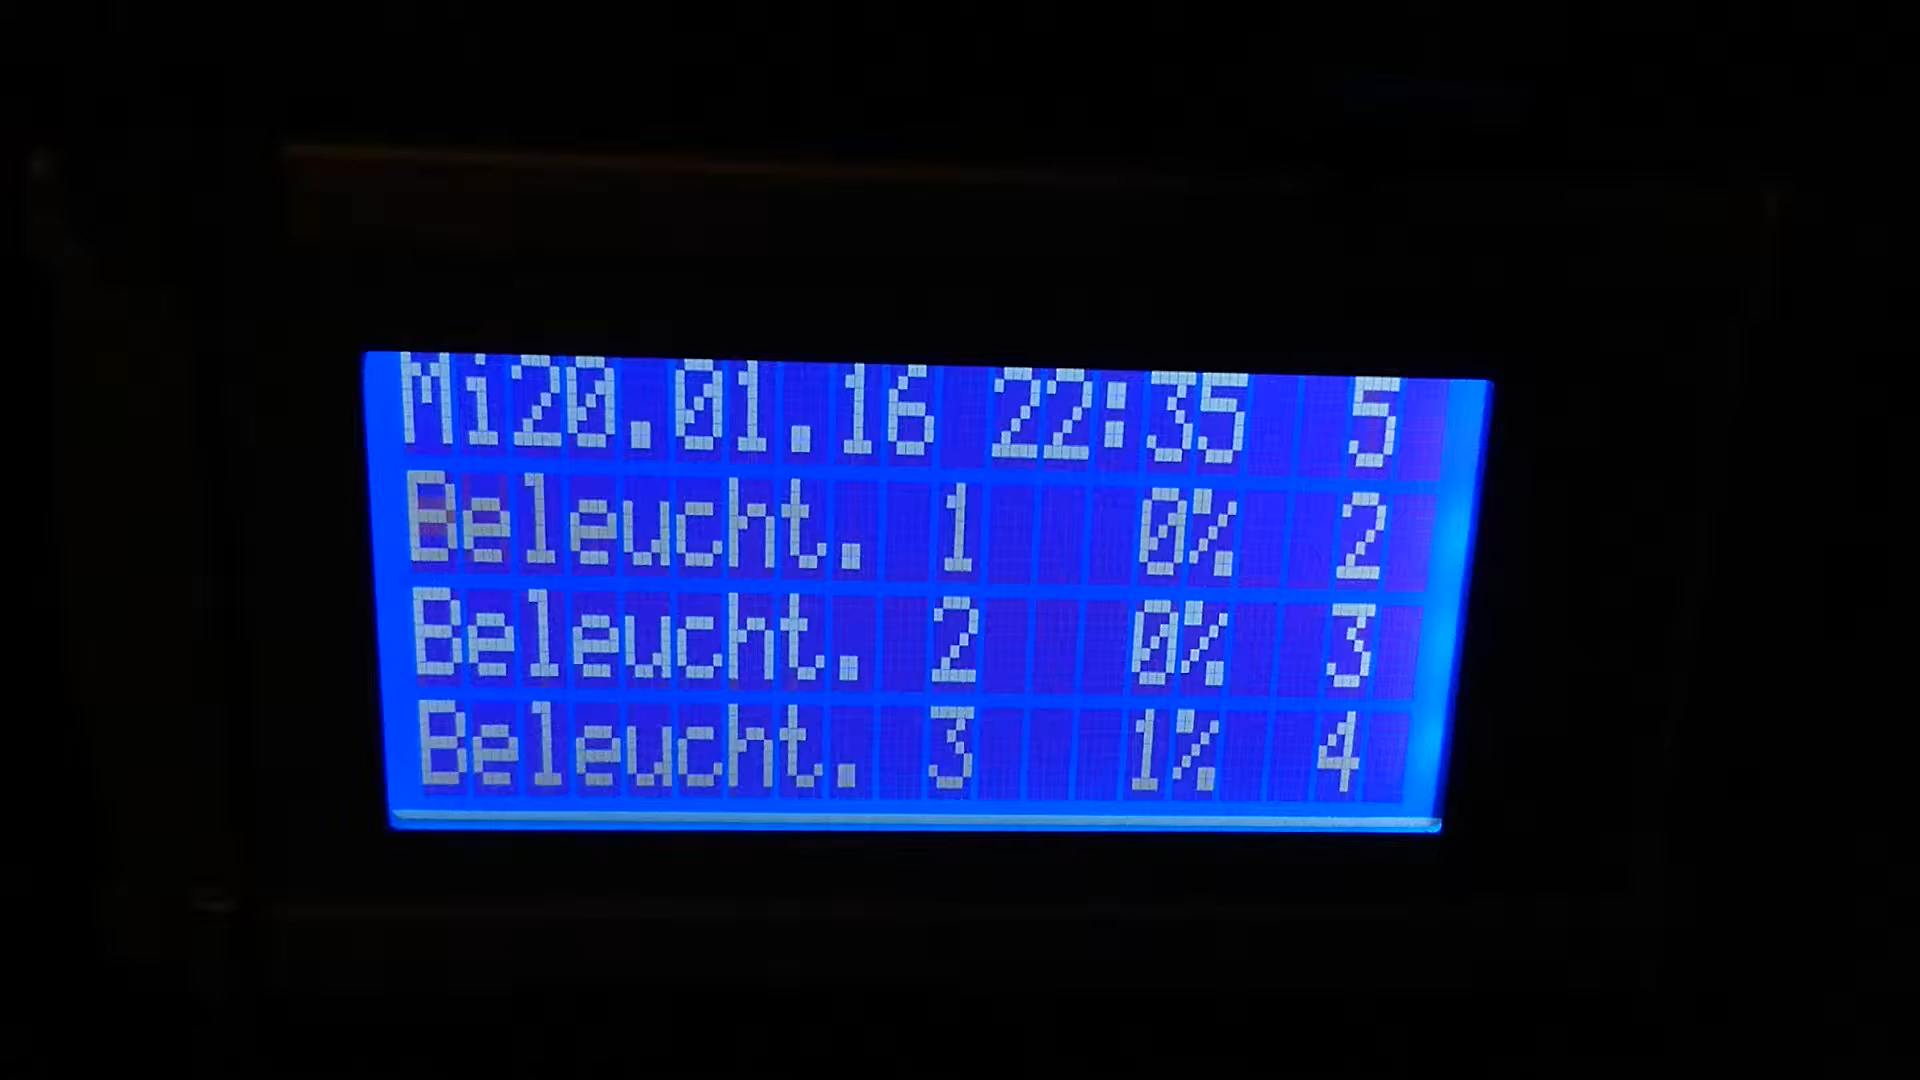 Mi20.01.16 22:35 5
Beleucht. 1 0% 2
Beleucht. 2 0% 3
Beleucht. 3 1% 4